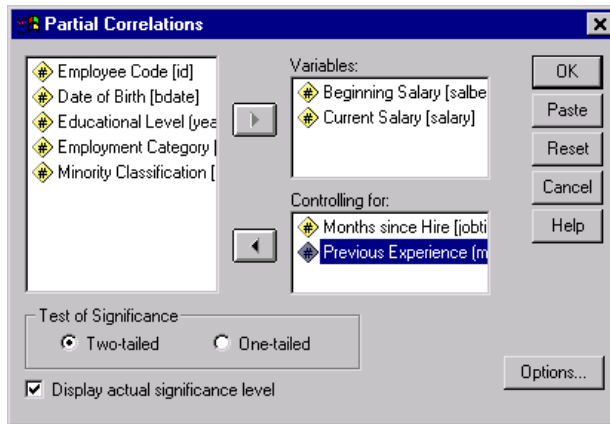 Partial Correlations
Employee Code [id]
Date of Birth [bdate]
Educational Level (yea
Employment Category [
Minority Classification [
Variables:
Beginning Salary [salbe
Current Salary [salary]
Controlling for:
Months since Hire [jobti
Previous Experience (m
OK
Paste
Reset
Cancel
Help
Test of Significance
Two-tailed
One-tailed
Display actual significance level
Options...